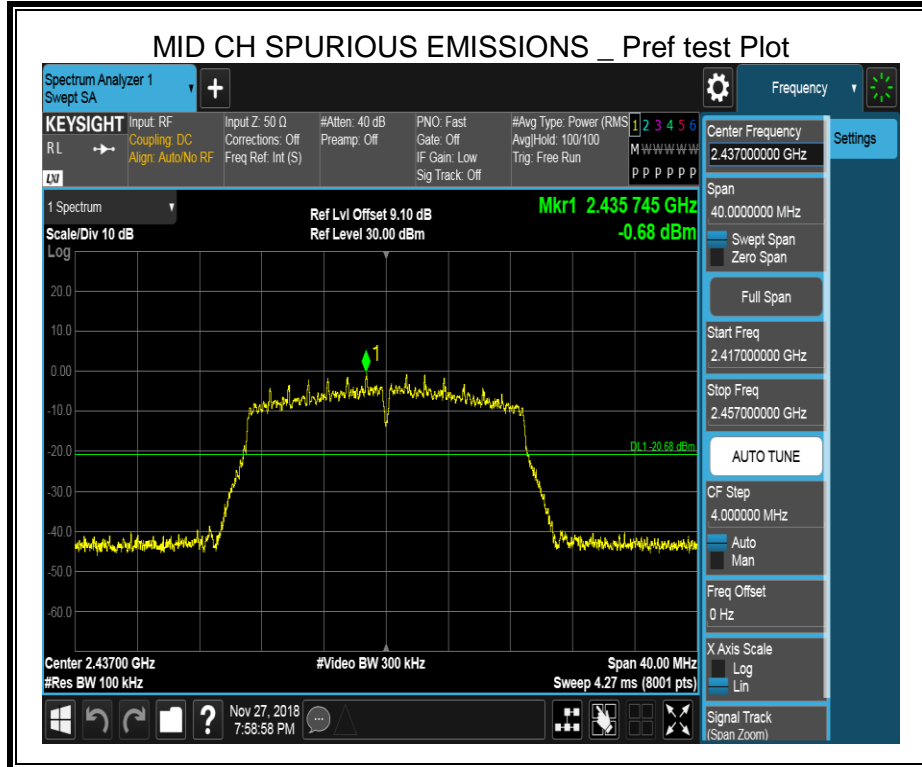 MID CH SPURIOUS EMISSIONS _ Pref test Plot
Spectrum Analyzer 1
Swept SA
+
Frequency
KEYSIGHT
RL
LXI
Input: RF
Coupling: DC
Align: Auto/No RF
Input Z: 50 Ω
Corrections: Off
Freq Ref: Int (S)
#Atten: 40 dB
Preamp: Off
PNO: Fast
Gate: Off
IF Gain: Low
Sig Track: Off
#Avg Type: Power (RMS
Avg|Hold: 100/100
Trig: Free Run
1 2 3 4 5 6
M W W W W W
P P P P P P
Settings
Center Frequency
2.437000000 GHz
Span
40.0000000 MHz
Swept Span
Zero Span
Full Span
Start Freq
2.417000000 GHz
Stop Freq
2.457000000 GHz
AUTO TUNE
CF Step
4.000000 MHz
Auto
Man
Freq Offset
0 Hz
X Axis Scale
Log
Lin
Signal Track
(Span Zoom)
1 Spectrum
Scale/Div 10 dB
Log
Ref Lvl Offset 9.10 dB
Ref Level 30.00 dBm
Mkr1 2.435 745 GHz
-0.68 dBm
20.0
10.0
0.00
1
-10.0
-20.0
DL1 -20.68 dBm
-30.0
-40.0
-50.0
-60.0
Center 2.43700 GHz
#Video BW 300 kHz
Span 40.00 MHz
#Res BW 100 kHz
Sweep 4.27 ms (8001 pts)
?
Nov 27, 2018
7:58:58 PM